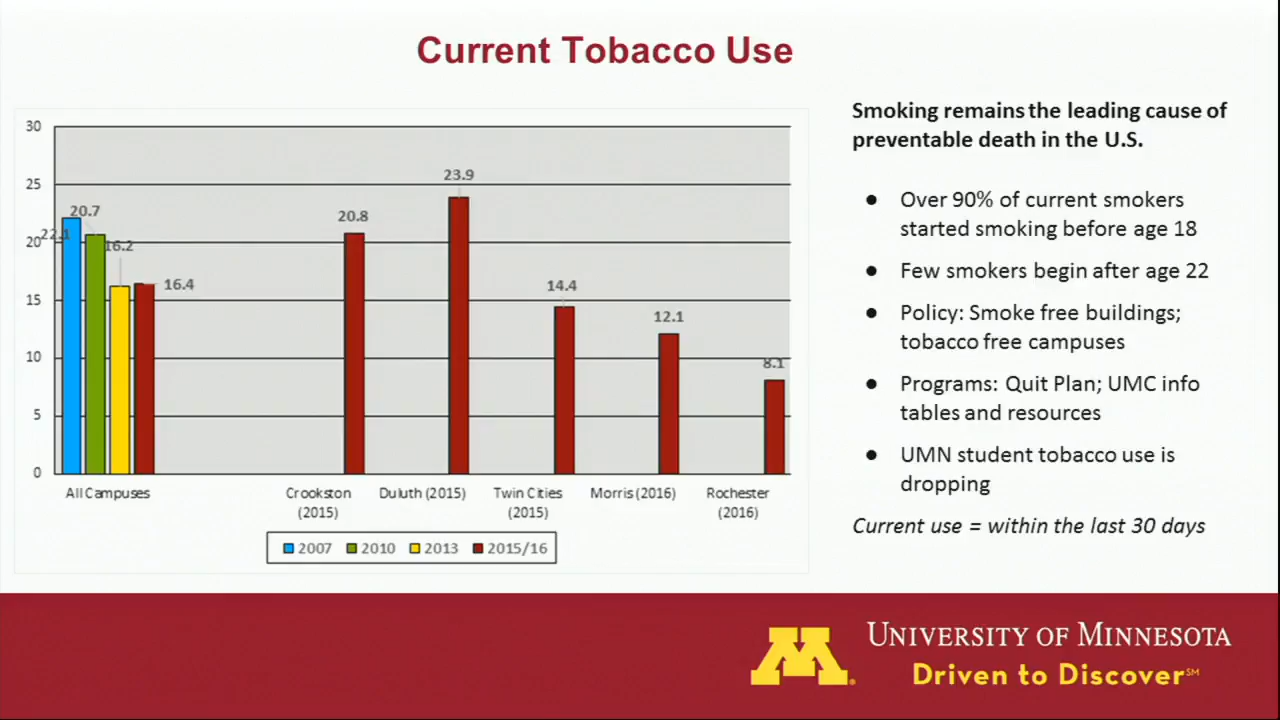 Current Tobacco Use
30
25
20
15
10
5
0
22.1
20.7
16.2
16.4
20.8
23.9
14.4
12.1
8.1
All Campuses
Crookston
(2015)
Duluth (2015)
Twin Cities
(2015)
Morris (2016)
Rochester
(2016)
2007 2010 2013 2015/16
Smoking remains the leading cause of
preventable death in the U.S.
● Over 90% of current smokers
started smoking before age 18
● Few smokers begin after age 22
● Policy: Smoke free buildings;
tobacco free campuses
● Programs: Quit Plan; UMC info
tables and resources
● UMN student tobacco use is
dropping
Current use = within the last 30 days
M
UNIVERSITY OF MINNESOTA
Driven to Discover℠